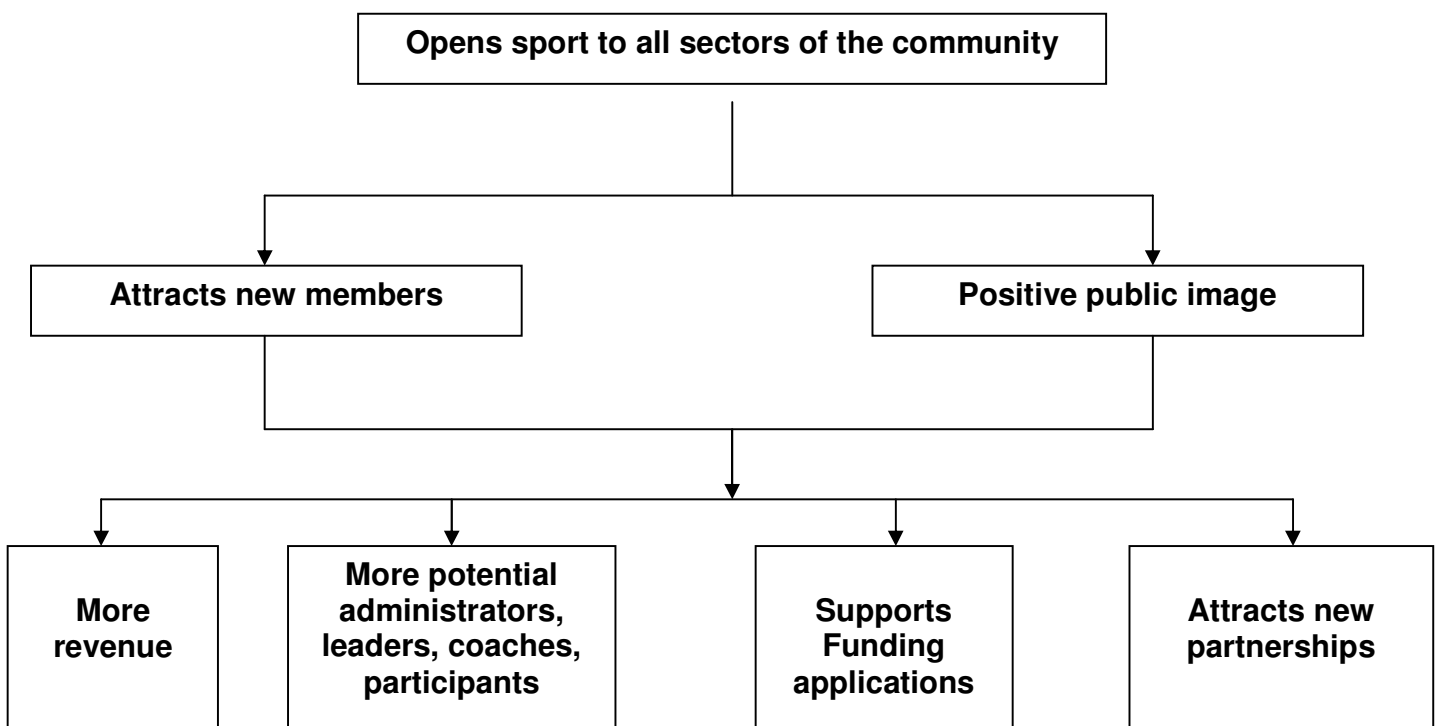 Opens sport to all sectors of the community
Attracts new members
Positive public image
More
revenue
More potential
administrators,
leaders, coaches,
participants
Supports
Funding
applications
Attracts new
partnerships